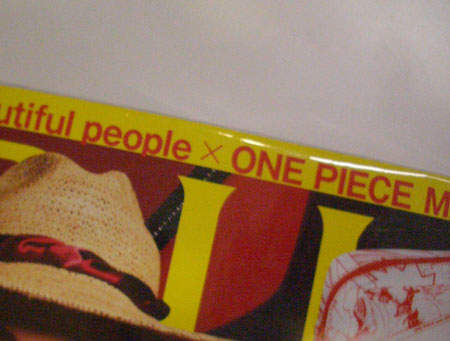 utiful people × ONE PIECE M